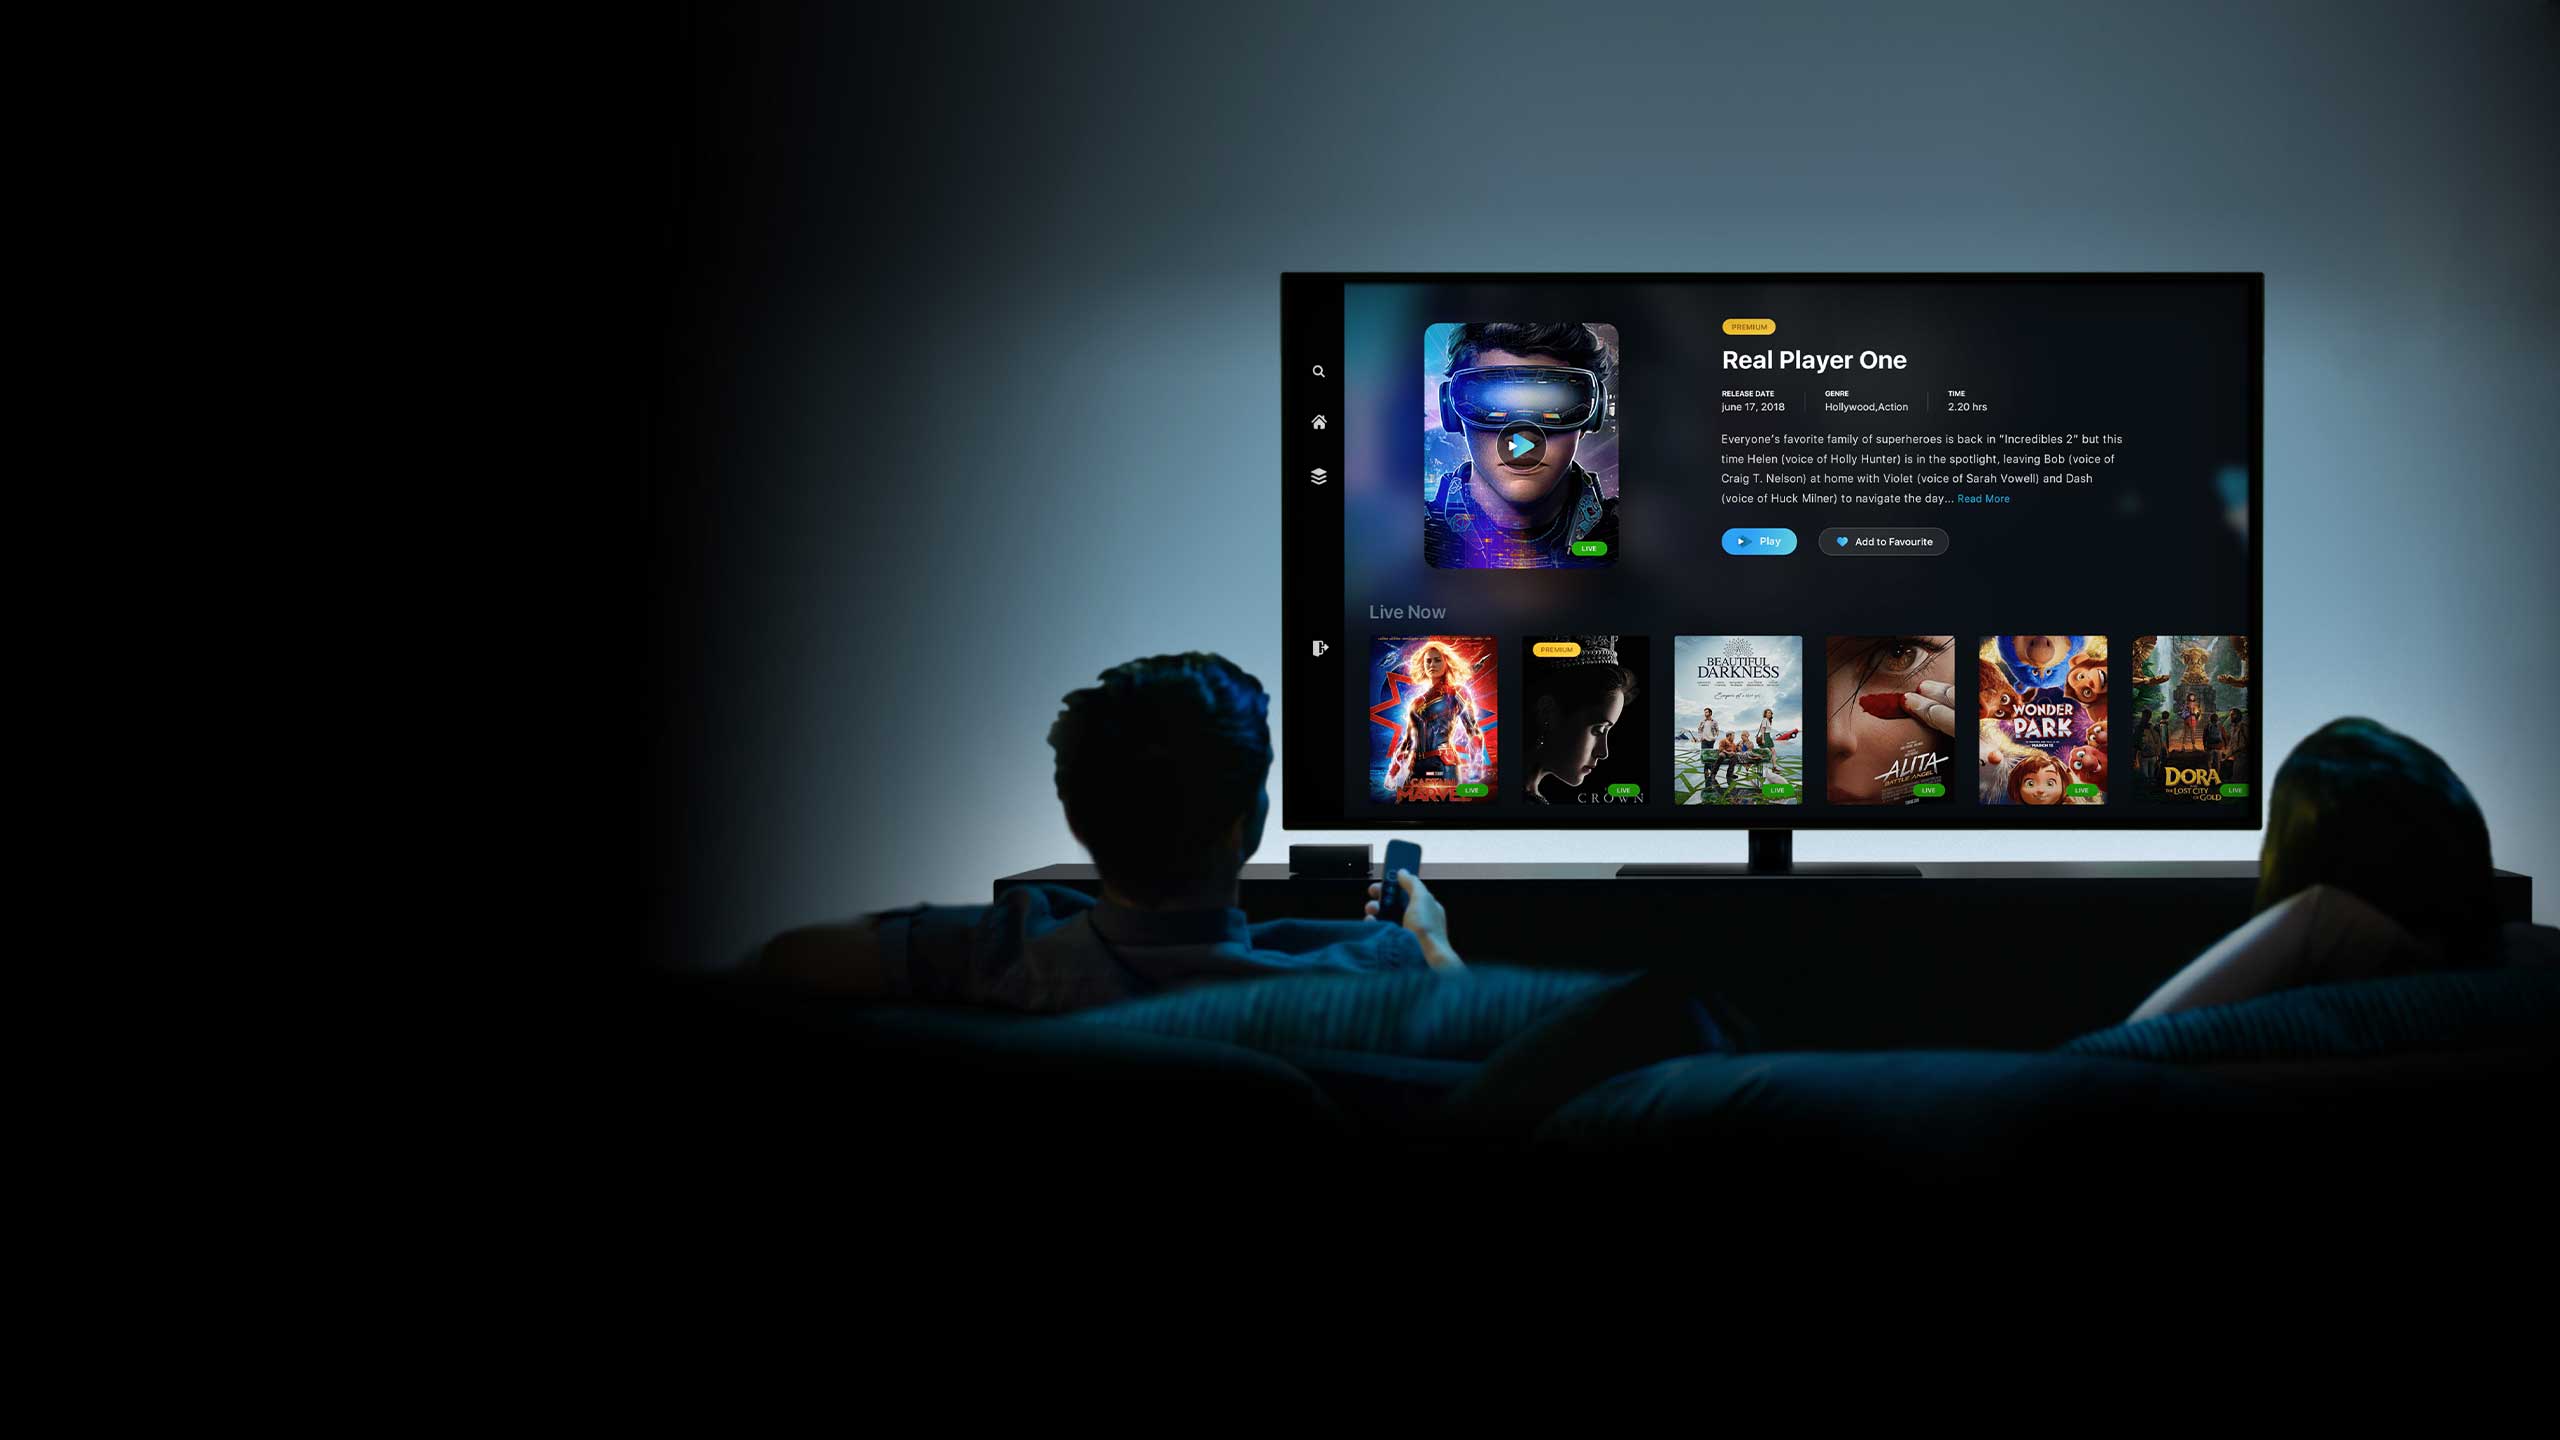 PREMIUM
Real Player One
RELEASE DATE
GENRE
TIME
june 17, 2018
Hollywood,Action
2.20 hrs
Everyone's favorite family of superheroes is back in "Incredibles 2" but this
time Helen (voice of Holly Hunter) is in the spotlight, leaving Bob (voice of
Craig T. Nelson) at home with Violet (voice of Sarah Vowell) and Dash
(voice of Huck Milner) to navigate the day... Read More
LIVE
Play
Add to Favourite
Live Now
MARVEL
LIVE
PREMIUM
CROWN
LIVE
BEAUTIFUL
DARKNESS
LIVE
ALITA
BATTLE ANGEL
LIVE
WONDER
PARK
MARCH 15
LIVE
DORA
THE LOST CITY
OF GOLD
LIVE